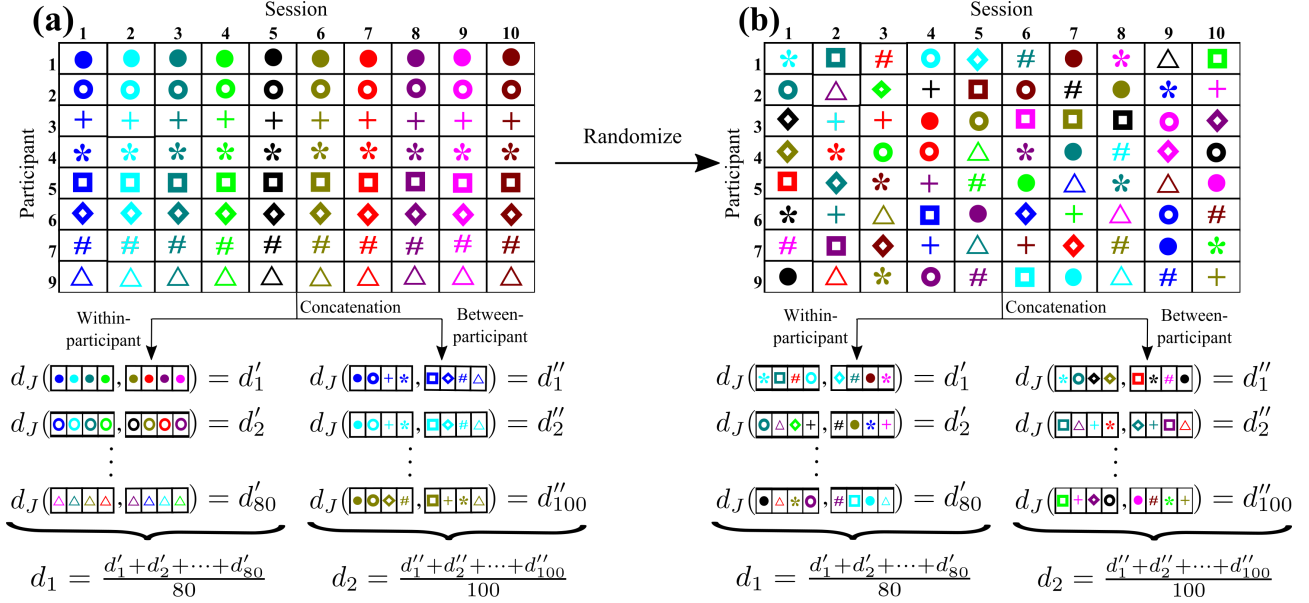 (a)
Session
1 2 3 4 5 6 7 8 9 10
Participant
1
2
3
4
5
6
7
9
# # # # # # # # # #
Concatenation
Within-
participant
Between-
participant
d_J( , ) = d'_1
d_J( , ) = d''_1
d_J( , ) = d'_2
d_J( , ) = d''_2
d_J( , ) = d'_80
d_J( , ) = d''_100
d_1 = (d'_1+d'_2+⋯+d'_80)/80
d_2 = (d''_1+d''_2+⋯+d''_100)/100
Randomize
(b)
Session
1 2 3 4 5 6 7 8 9 10
Participant
1
2
3
4
5
6
7
9
Concatenation
Within-
participant
Between-
participant
d_J( , ) = d'_1
d_J( , ) = d''_1
d_J( , ) = d'_2
d_J( , ) = d''_2
d_J( , ) = d'_80
d_J( , ) = d''_100
d_1 = (d'_1+d'_2+⋯+d'_80)/80
d_2 = (d''_1+d''_2+⋯+d''_100)/100